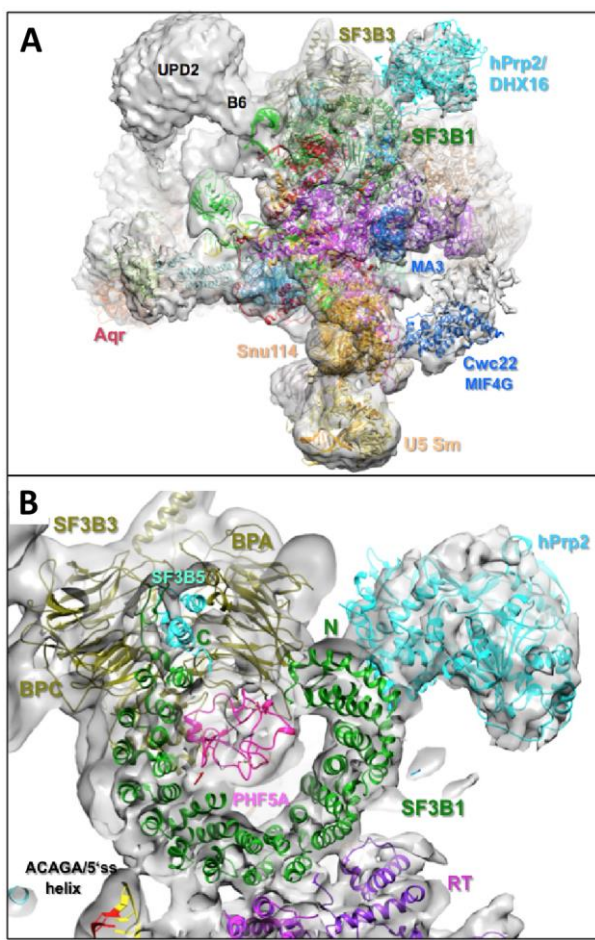 A
SF3B3
hPrp2/
DHX16
UPD2
B6
SF3B1
MA3
Aqr
Snu114
Cwc22
MIF4G
U5 Sm
B
SF3B3
BPA
hPrp2
SF3B5
N
C
BPC
PHF5A
SF3B1
ACAGA/5'ss
helix
RT